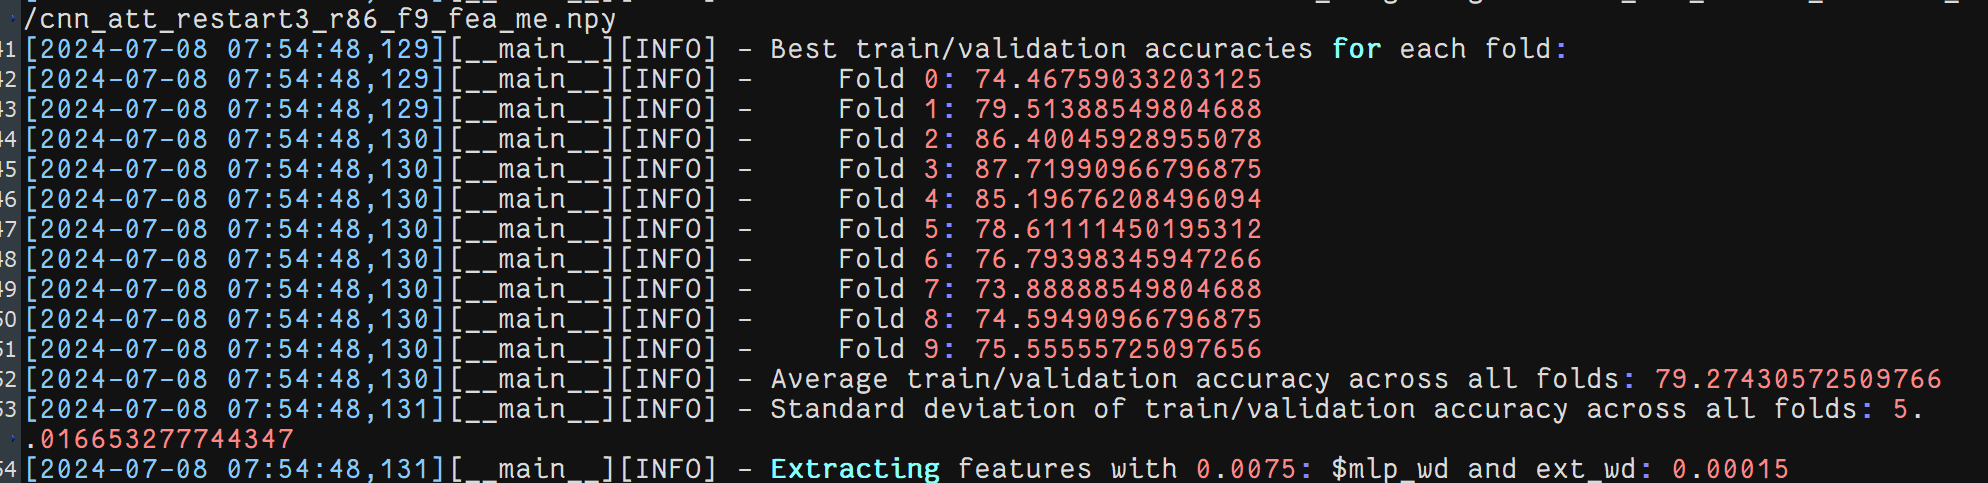 /cnn_att_restart3_r86_f9_fea_me.npy
41 [2024-07-08 07:54:48,129][__main__][INFO] - Best train/validation accuracies for each fold:
42 [2024-07-08 07:54:48,129][__main__][INFO] -     Fold 0: 74.46759033203125
43 [2024-07-08 07:54:48,129][__main__][INFO] -     Fold 1: 79.51388549804688
44 [2024-07-08 07:54:48,130][__main__][INFO] -     Fold 2: 86.40045928955078
45 [2024-07-08 07:54:48,130][__main__][INFO] -     Fold 3: 87.71990966796875
46 [2024-07-08 07:54:48,130][__main__][INFO] -     Fold 4: 85.19676208496094
47 [2024-07-08 07:54:48,130][__main__][INFO] -     Fold 5: 78.61111450195312
48 [2024-07-08 07:54:48,130][__main__][INFO] -     Fold 6: 76.79398345947266
49 [2024-07-08 07:54:48,130][__main__][INFO] -     Fold 7: 73.88888549804688
50 [2024-07-08 07:54:48,130][__main__][INFO] -     Fold 8: 74.59490966796875
51 [2024-07-08 07:54:48,130][__main__][INFO] -     Fold 9: 75.55555725097656
52 [2024-07-08 07:54:48,130][__main__][INFO] - Average train/validation accuracy across all folds: 79.27430572509766
53 [2024-07-08 07:54:48,131][__main__][INFO] - Standard deviation of train/validation accuracy across all folds: 5.
.016653277744347
54 [2024-07-08 07:54:48,131][__main__][INFO] - Extracting features with 0.0075: $mlp_wd and ext_wd: 0.00015